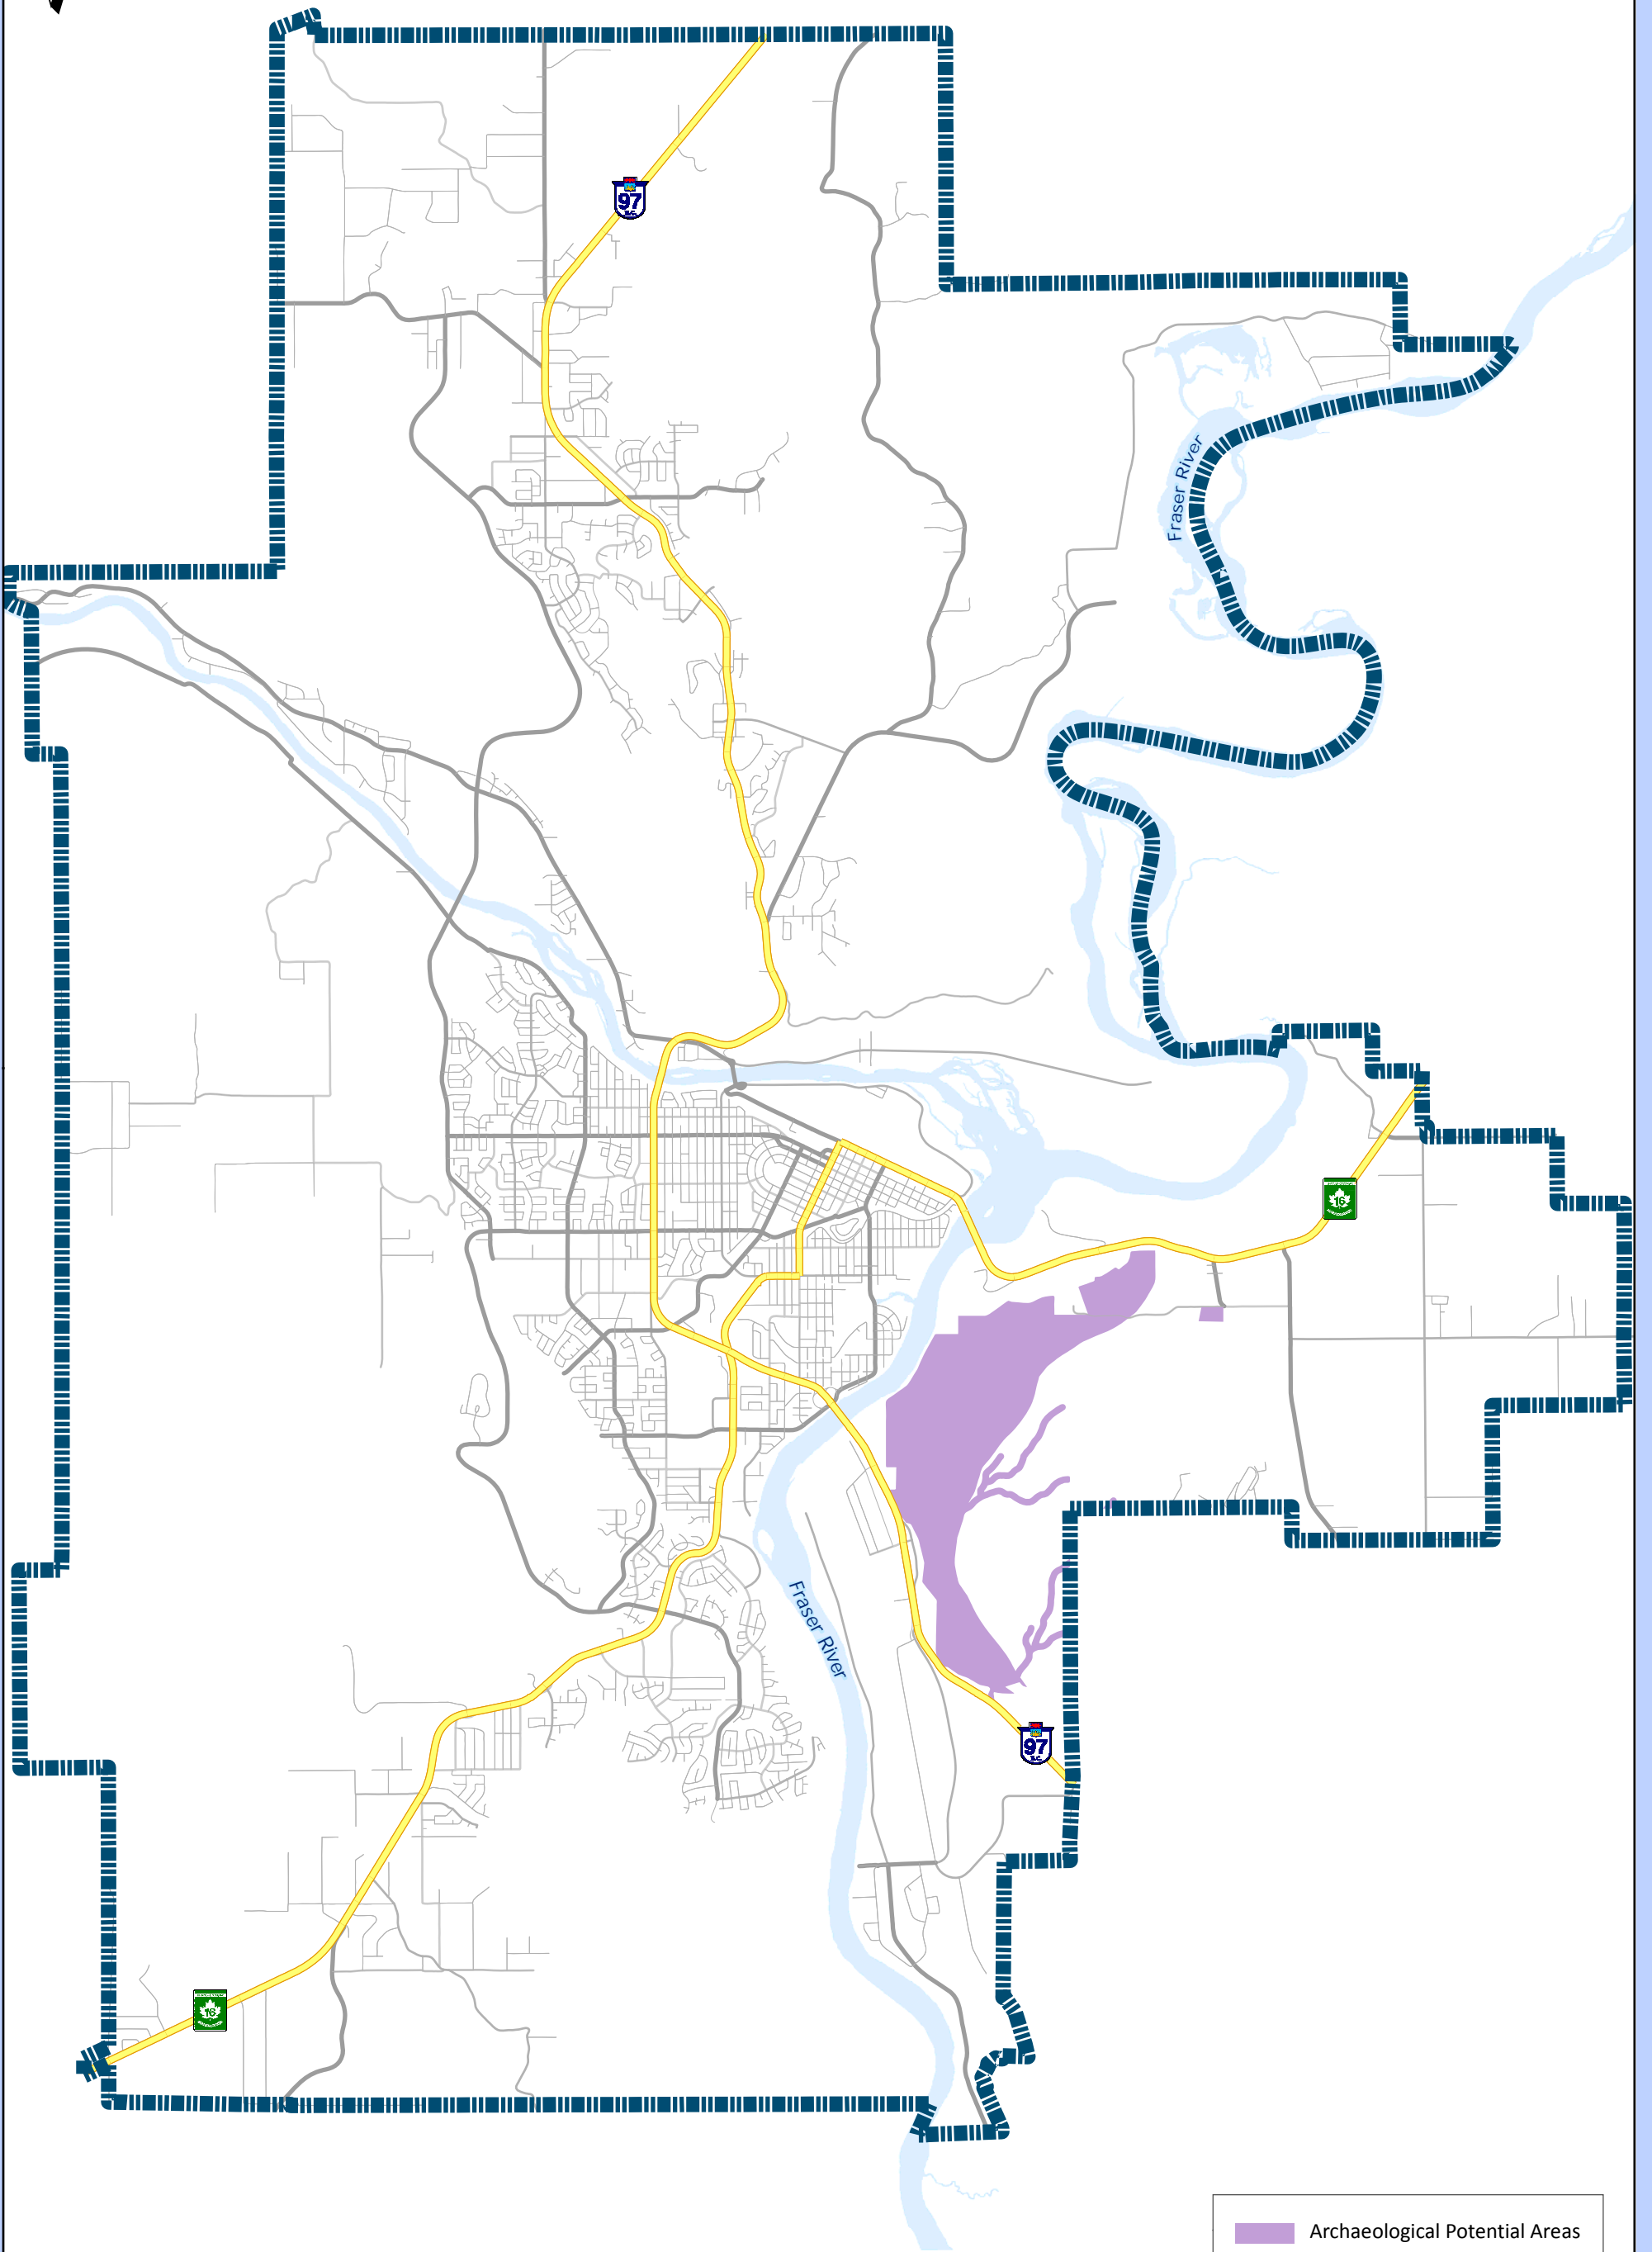 97
B.C.
Fraser River
16
Fraser River
97
B.C.
16
Archaeological Potential Areas